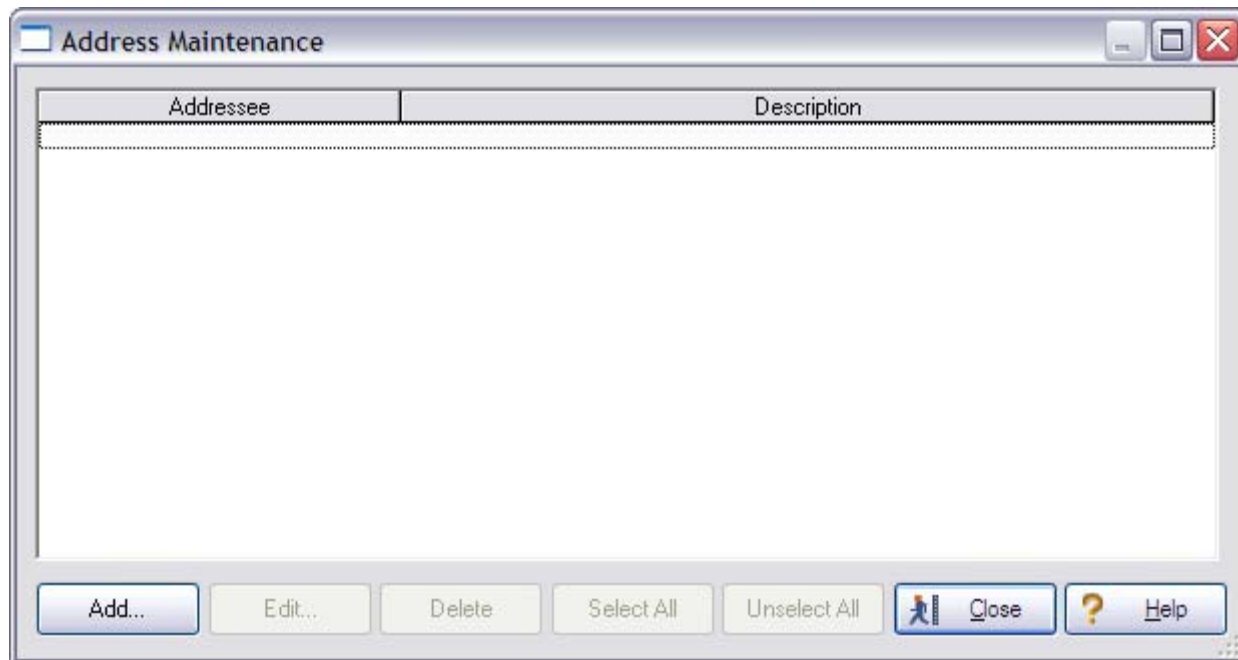 Address Maintenance
Addressee Description
Add... Edit... Delete Select All Unselect All Close ? Help